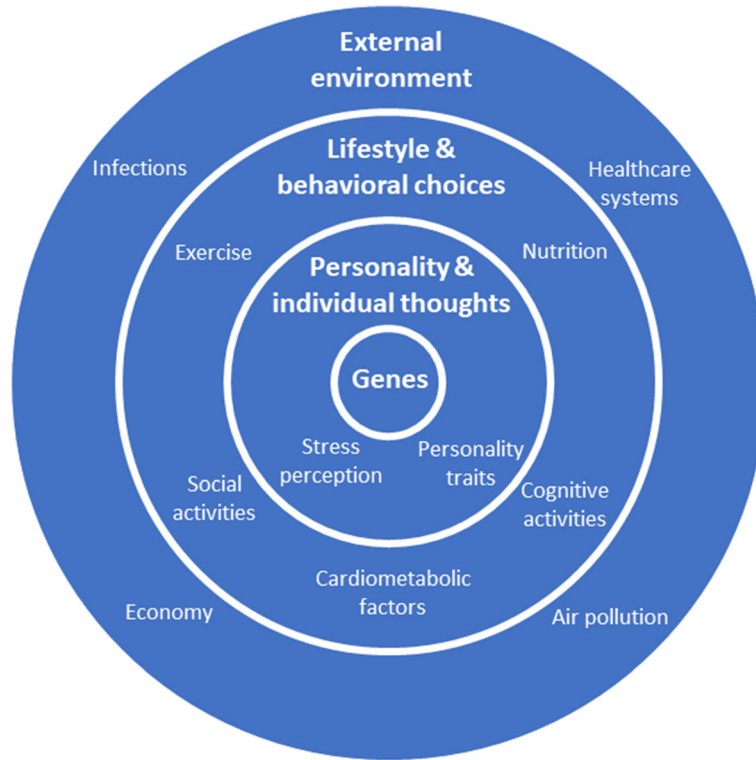 External
environment
Lifestyle &
behavioral choices
Infections
Healthcare
systems
Exercise
Nutrition
Personality &
individual thoughts
Genes
Stress
perception
Personality
traits
Social
activities
Cognitive
activities
Cardiometabolic
factors
Economy
Air pollution